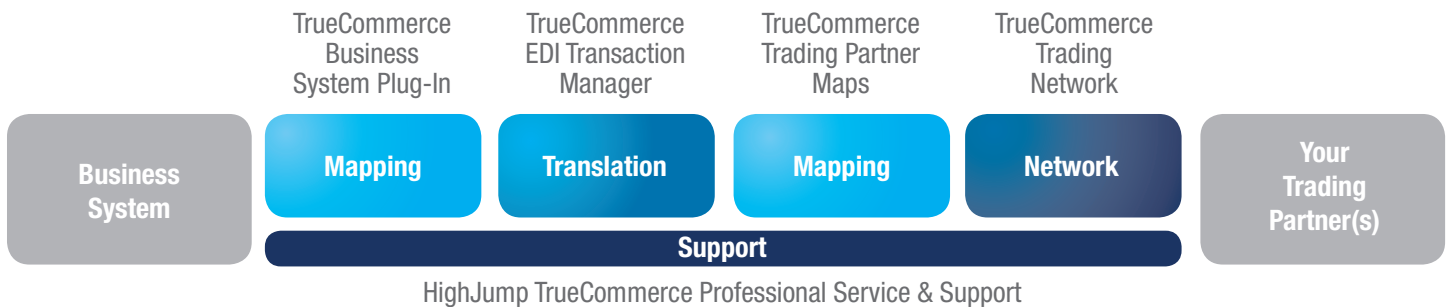 TrueCommerce
Business
System Plug-In
TrueCommerce
EDI Transaction
Manager
TrueCommerce
Trading Partner
Maps
TrueCommerce
Trading
Network
Business
System
Mapping
Translation
Mapping
Network
Your
Trading
Partner(s)
Support
HighJump TrueCommerce Professional Service & Support